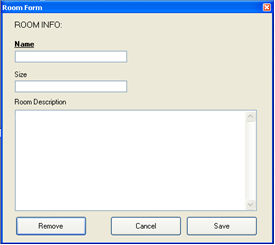 Room Form
ROOM INFO:
Name
Size
Room Description
Remove Cancel Save